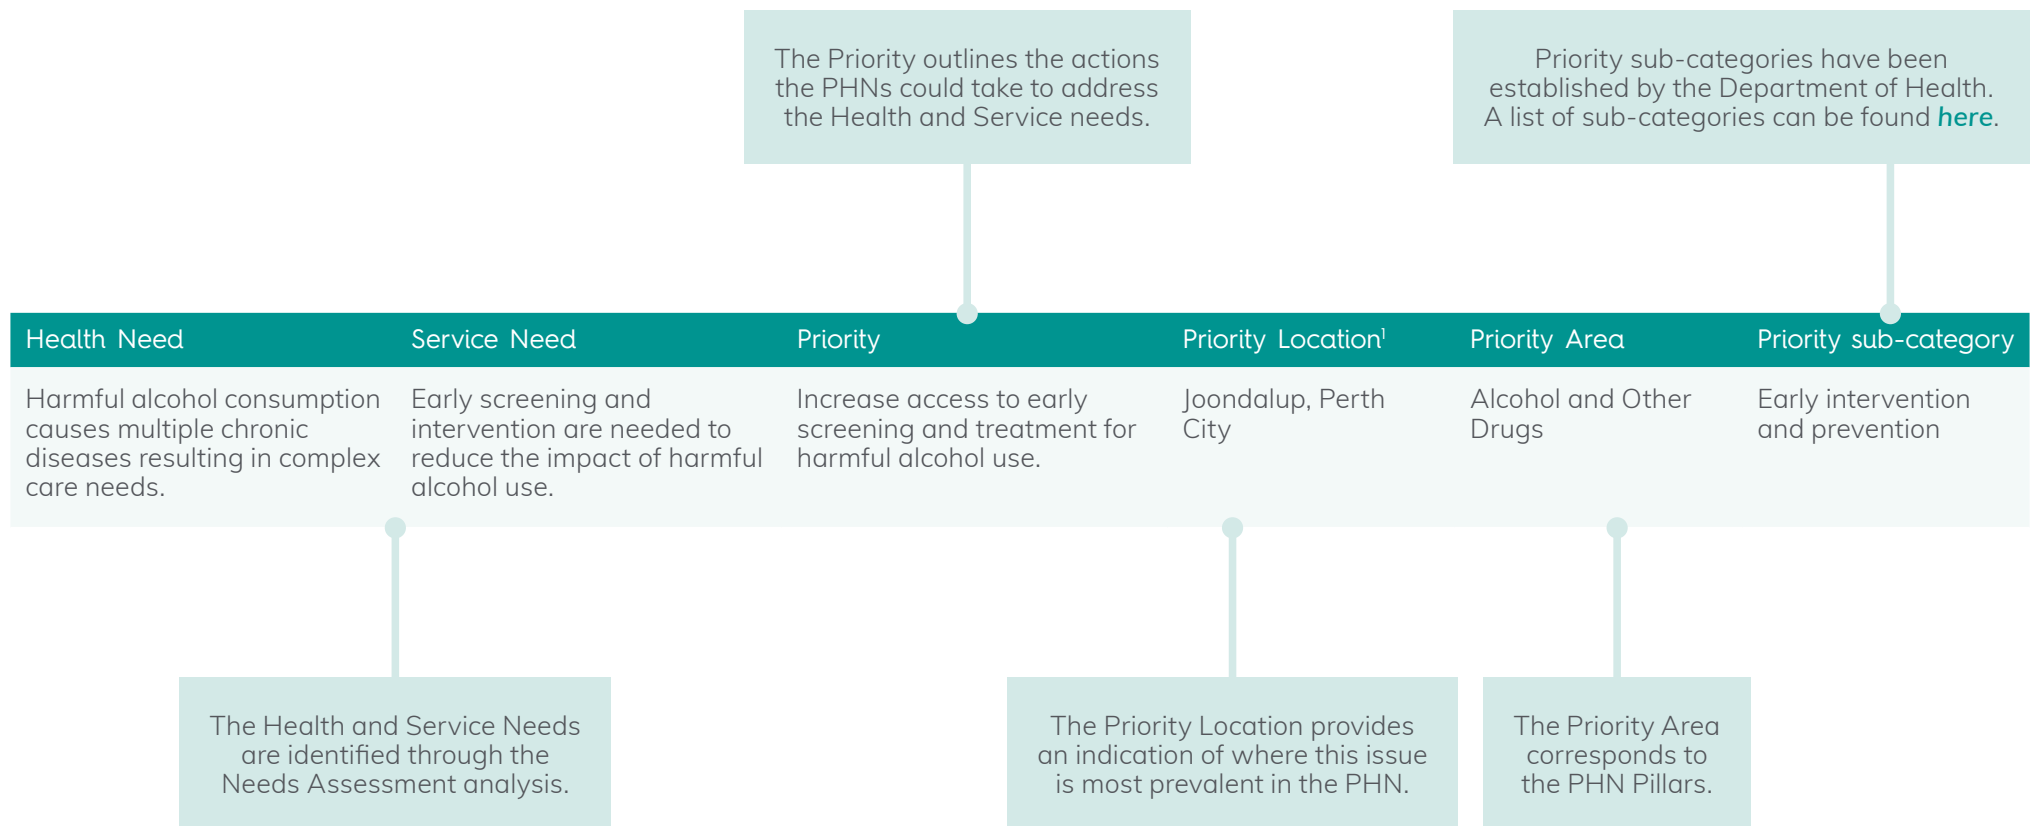 The Priority outlines the actions
the PHNs could take to address
the Health and Service needs.
Priority sub-categories have been
established by the Department of Health.
A list of sub-categories can be found here.
Health Need
Service Need
Priority
Priority Location¹
Priority Area
Priority sub-category
Harmful alcohol consumption
causes multiple chronic
diseases resulting in complex
care needs.
Early screening and
intervention are needed to
reduce the impact of harmful
alcohol use.
Increase access to early
screening and treatment for
harmful alcohol use.
Joondalup, Perth
City
Alcohol and Other
Drugs
Early intervention
and prevention
The Health and Service Needs
are identified through the
Needs Assessment analysis.
The Priority Location provides
an indication of where this issue
is most prevalent in the PHN.
The Priority Area
corresponds to
the PHN Pillars.